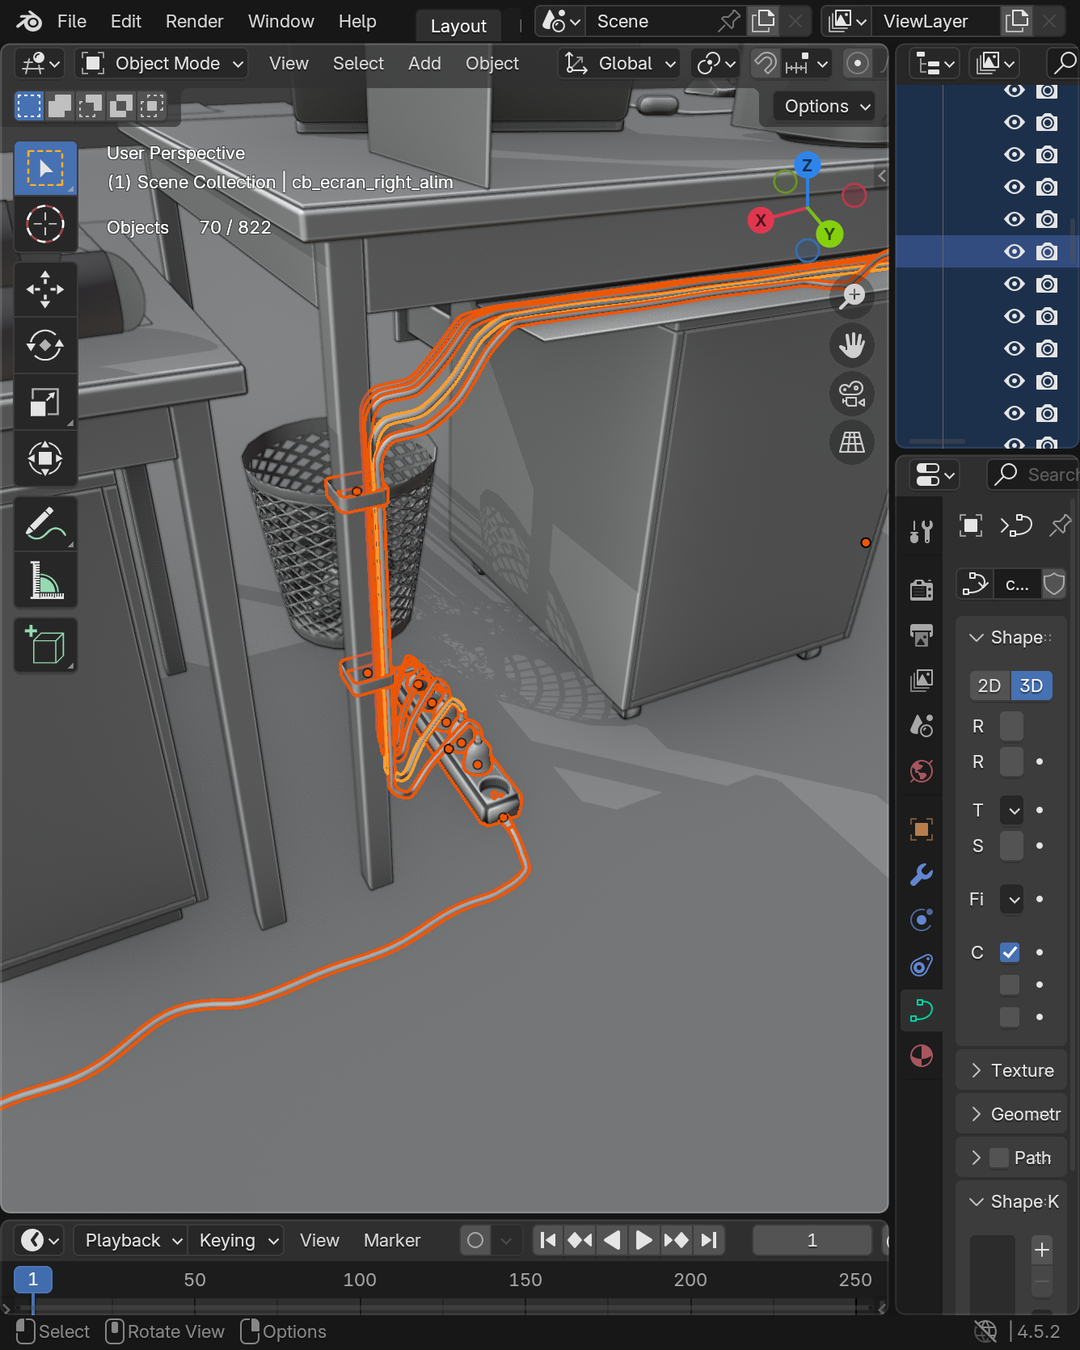 File Edit Render Window Help Layout Scene ViewLayer
Object Mode View Select Add Object Global
Options
User Perspective
(1) Scene Collection | cb_ecran_right_alim
Objects 70 / 822
Z
X
Y
Search
c...
Shape
2D 3D
R
R
T
S
Fi
C
Texture
Geometr
Path
Shape K
Playback Keying View Marker 1
1 50 100 150 200 250
Select Rotate View Options 4.5.2